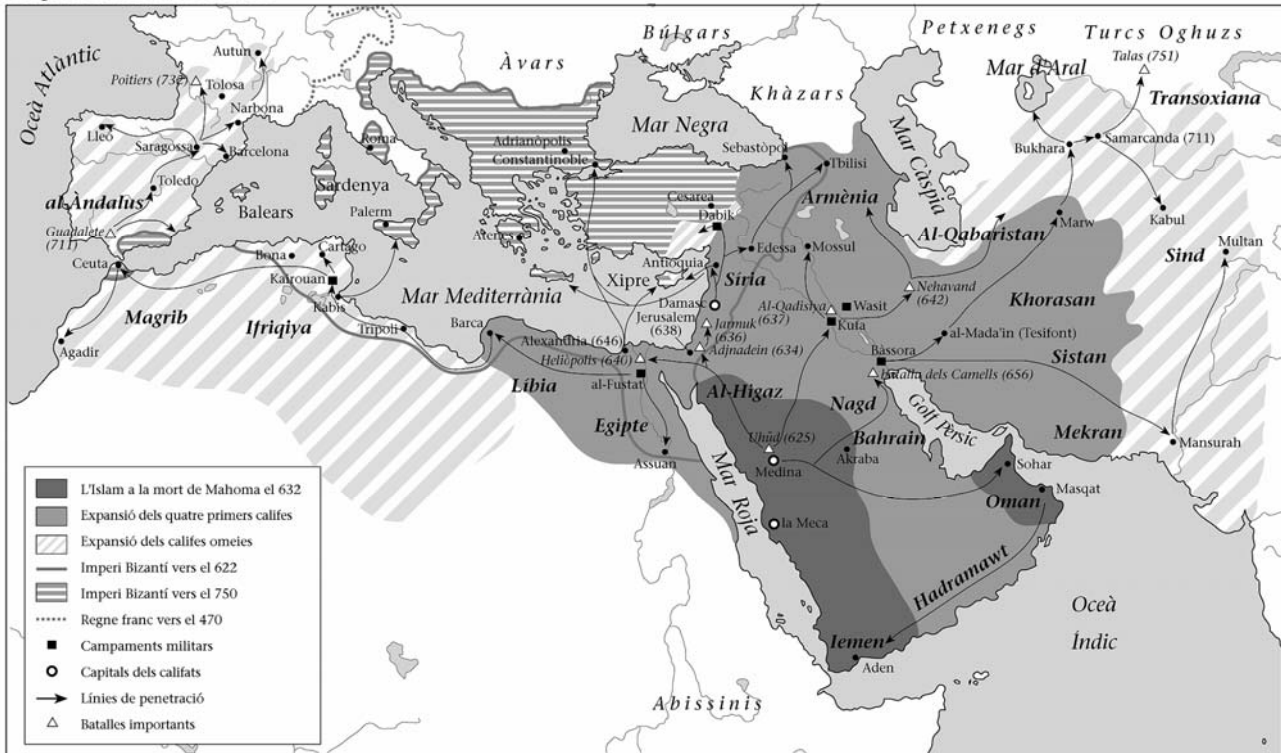 Oceà Atlàntic
Autun
Poitiers (732)
Tolosa
Narbona
Lleó
Saragossa
Barcelona
Toledo
al-Àndalus
Guadalete
(711)
Balears
Sardenya
Roma
Palerm
Ceuta
Bona
Cartago
Kairouan
Kabis
Magrib
Ifriqiya
Agadir
Trípoli
Mar Mediterrània
Àvars
Búlgars
Khàzars
Petxenegs
Turcs Oghuzs
Talas (751)
Mar d'Aral
Transoxiana
Samarcanda (711)
Bukhara
Kabul
Mar Negra
Mar Càspia
Adrianòpolis
Constantinoble
Sebastòpol
Tbilisi
Cesarea
Dabik
Armènia
Atenes
Edessa
Mossul
Antioquia
Xipre
Síria
Al-Qabaristan
Marw
Multan
Sind
Damasc
Jerusalem
(638)
Al-Qadisiya
(637)
Wasit
Kufa
Nehavand
(642)
Khorasan
Barca
Alexandria (646)
Jarmuk
(636)
Adjnadein (634)
al-Mada'in (Tesifont)
Heliòpolis (640)
al-Fustat
Bàssora
Batalla dels Camells (656)
Sistan
Líbia
Egipte
Al-Higaz
Nagd
Golf Pèrsic
Mekran
Mansurah
Assuan
Uhûd (625)
Medina
Bahrain
Akraba
Sohar
Oman
Masqat
Mar Roja
la Meca
Hadramawt
Iemen
Aden
Oceà
Índic
Abissinis
L'Islam a la mort de Mahoma el 632
Expansió dels quatre primers califes
Expansió dels califes omeies
Imperi Bizantí vers el 622
Imperi Bizantí vers el 750
Regne franc vers el 470
Campaments militars
Capitals dels califats
Línies de penetració
Batalles importants